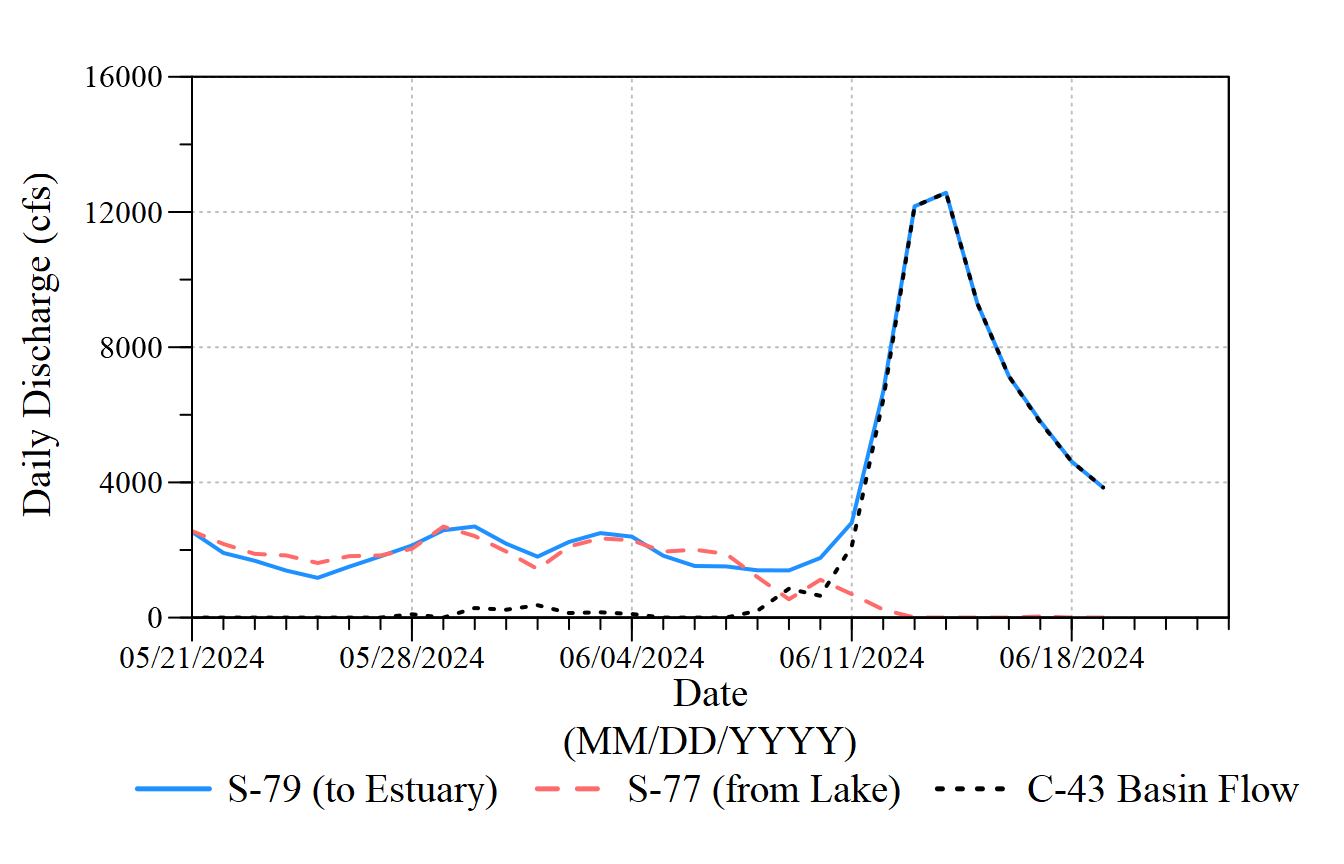 16000
12000
8000
4000
0
Daily Discharge (cfs)
05/21/2024 05/28/2024 06/04/2024 06/11/2024 06/18/2024
Date
(MM/DD/YYYY)
S-79 (to Estuary) S-77 (from Lake) C-43 Basin Flow